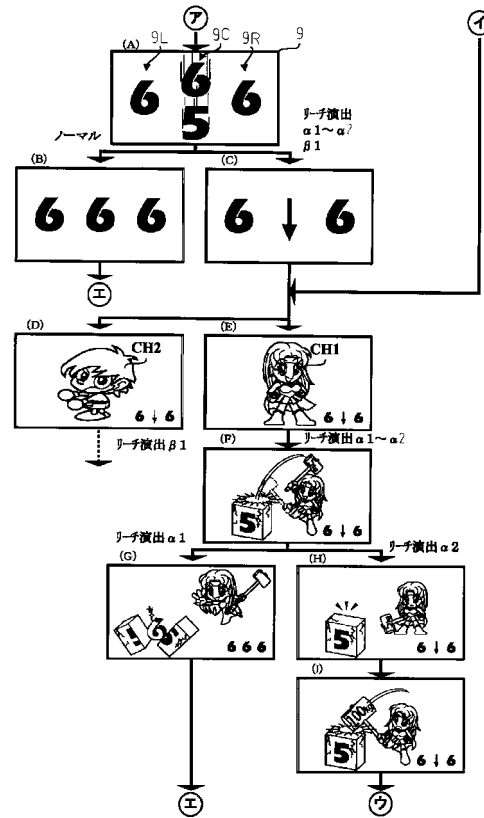 ア
イ
(A)
9L
9C
9R
9
6
6
5
6
ノーマル
リーチ演出
α1～α2
β1
(B)
(C)
6 6 6
6 ↓ 6
エ
(D)
(E)
CH2
CH1
6 ↓ 6
6 ↓ 6
リーチ演出β1
リーチ演出α1～α2
(F)
5
6 ↓ 6
リーチ演出α1
リーチ演出α2
(G)
(H)
6 6 6
5
6 ↓ 6
(I)
100kg
5
6 ↓ 6
エ
ウ